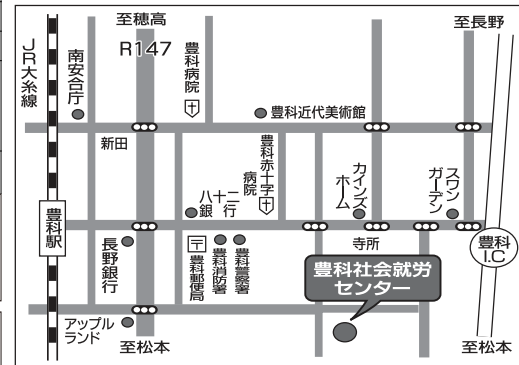 至穂高
R147
至長野
JR大糸線
南安合庁
豊科病院
豊科近代美術館
新田
豊科赤十字
病院
八十二
銀行
カインズ
ホーム
スワン
ガーデン
豊科駅
長野銀行
〒
豊科郵便局
豊科消防署
豊科警察署
寺所
豊科
I.C
豊科社会就労
センター
アップル
ランド
至松本
至松本